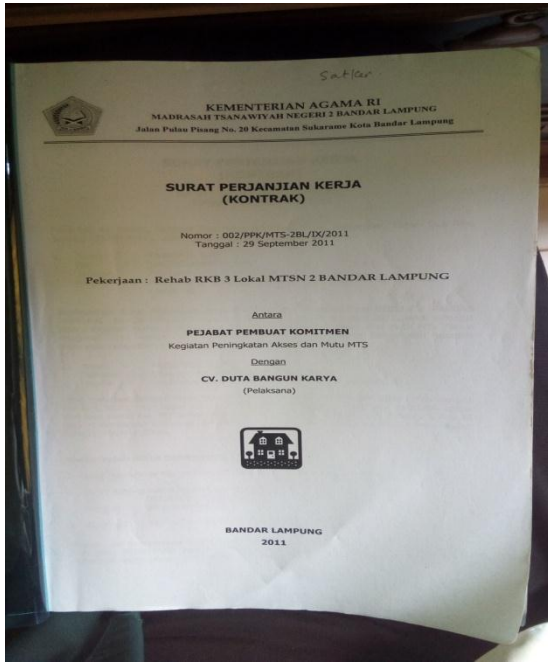 Satker.
KEMENTERIAN AGAMA RI
MADRASAH TSANAWIYAH NEGERI 2 BANDAR LAMPUNG
Jalan Pulau Pisang No. 20 Kecamatan Sukarame Kota Bandar Lampung
SURAT PERJANJIAN KERJA
(KONTRAK)
Nomor : 002/PPK/MTS-2BL/IX/2011
Tanggal : 29 September 2011
Pekerjaan : Rehab RKB 3 Lokal MTSN 2 BANDAR LAMPUNG
Antara
PEJABAT PEMBUAT KOMITMEN
Kegiatan Peningkatan Akses dan Mutu MTS
Dengan
CV. DUTA BANGUN KARYA
(Pelaksana)
BANDAR LAMPUNG
2011